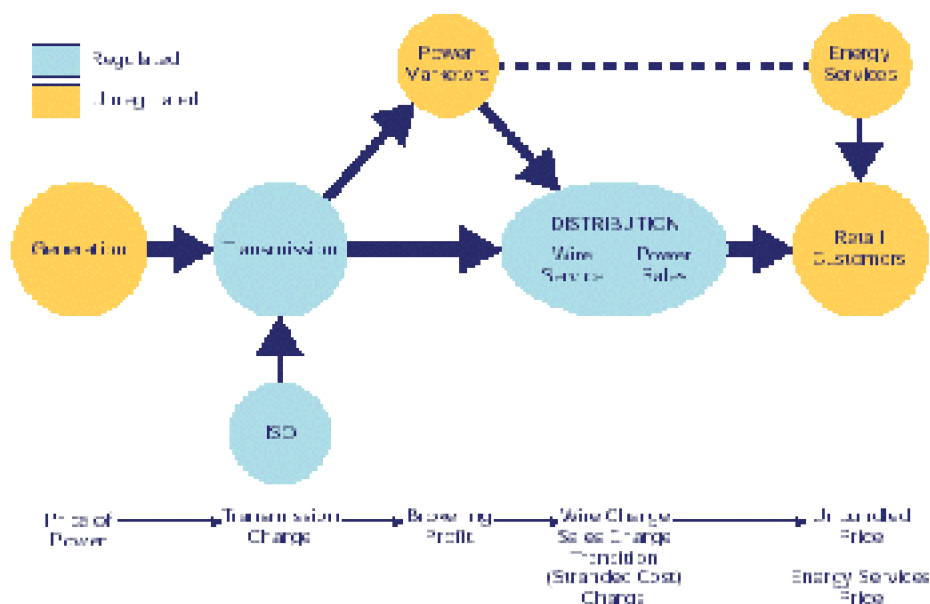 Regulated
Unregulated
Power
Marketers
Energy
Services
Generation
Transmission
DISTRIBUTION
Wire
Service
Power
Sales
Retail
Customers
ISO
Price of
Power
Transmission
Charge
Brokering
Profit
Wire Charge
Sales Charge
Transition
(Stranded Cost)
Charge
Unbundled
Price
Energy Services
Price